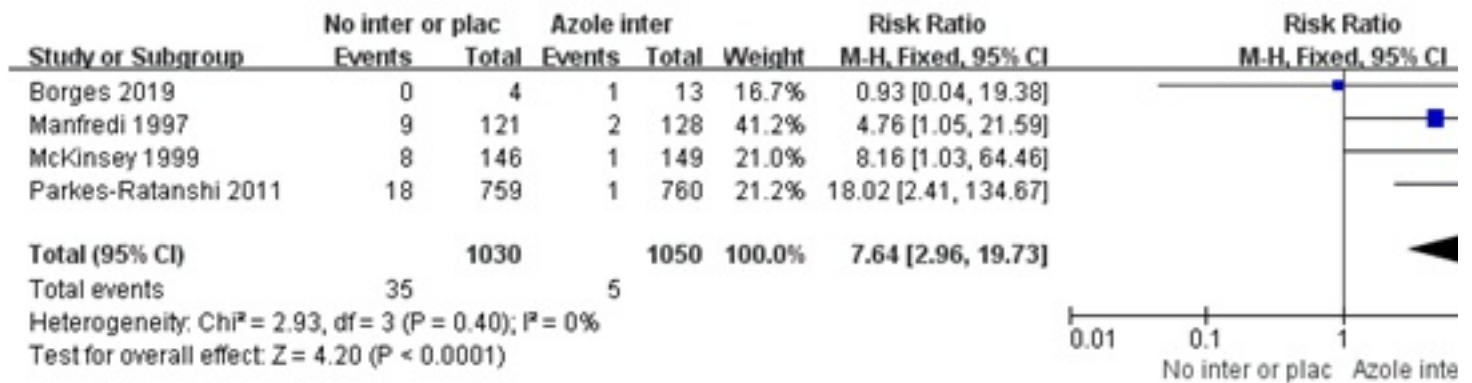 No inter or plac Azole inter Risk Ratio Risk Ratio
Study or Subgroup Events Total Events Total Weight M-H, Fixed, 95% CI M-H, Fixed, 95% CI
Borges 2019 0 4 1 13 16.7% 0.93 [0.04, 19.38]
Manfredi 1997 9 121 2 128 41.2% 4.76 [1.05, 21.59]
McKinsey 1999 8 146 1 149 21.0% 8.16 [1.03, 64.46]
Parkes-Ratanshi 2011 18 759 1 760 21.2% 18.02 [2.41, 134.67]
Total (95% CI) 1030 1050 100.0% 7.64 [2.96, 19.73]
Total events 35 5
Heterogeneity: Chi² = 2.93, df = 3 (P = 0.40); I² = 0%
Test for overall effect: Z = 4.20 (P < 0.0001)
0.01 0.1 1
No inter or plac Azole inte